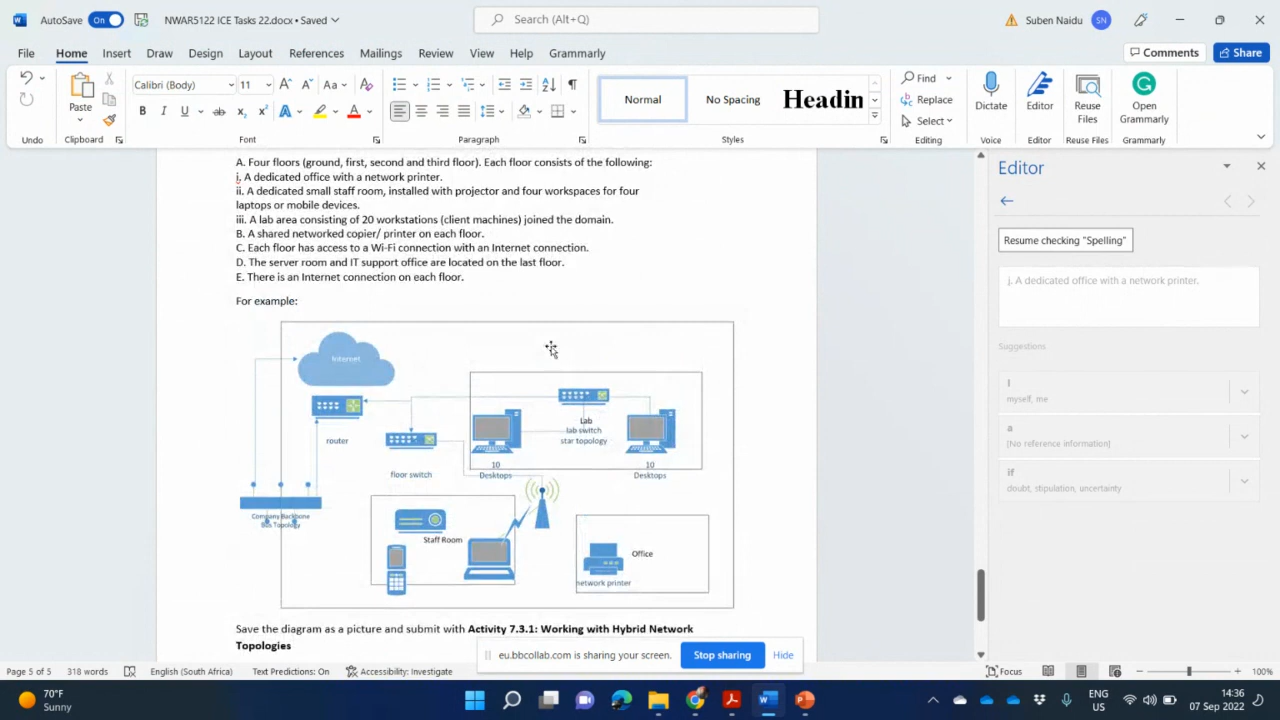 AutoSave On NWAR5122 ICE Tasks 22.docx • Saved Search (Alt+Q) Suben Naidu SN
File Home Insert Draw Design Layout References Mailings Review View Help Grammarly Comments Share
Calibri (Body) 11
Paste
Normal No Spacing Headin
Find
Replace
Select
Dictate Editor Reuse Files Open Grammarly
Undo Clipboard Font Paragraph Styles Editing Voice Editor Reuse Files Grammarly
A. Four floors (ground, first, second and third floor). Each floor consists of the following:
i. A dedicated office with a network printer.
ii. A dedicated small staff room, installed with projector and four workspaces for four
laptops or mobile devices.
iii. A lab area consisting of 20 workstations (client machines) joined the domain.
B. A shared networked copier/ printer on each floor.
C. Each floor has access to a Wi-Fi connection with an Internet connection.
D. The server room and IT support office are located on the last floor.
E. There is an Internet connection on each floor.
For example:
Internet
router
floor switch
Lab
lab switch
star topology
10
Desktops
10
Desktops
Company Backbone
Bus Topology
Staff Room
Office
network printer
Save the diagram as a picture and submit with Activity 7.3.1: Working with Hybrid Network
Topologies
Editor
Resume checking "Spelling"
j. A dedicated office with a network printer.
Suggestions
I
myself, me
a
[No reference information]
if
doubt, stipulation, uncertainty
eu.bbcollab.com is sharing your screen. Stop sharing Hide
Page 5 of 5 318 words English (South Africa) Text Predictions: On Accessibility: Investigate Focus 100%
70°F
Sunny
ENG
US
14:36
07 Sep 2022